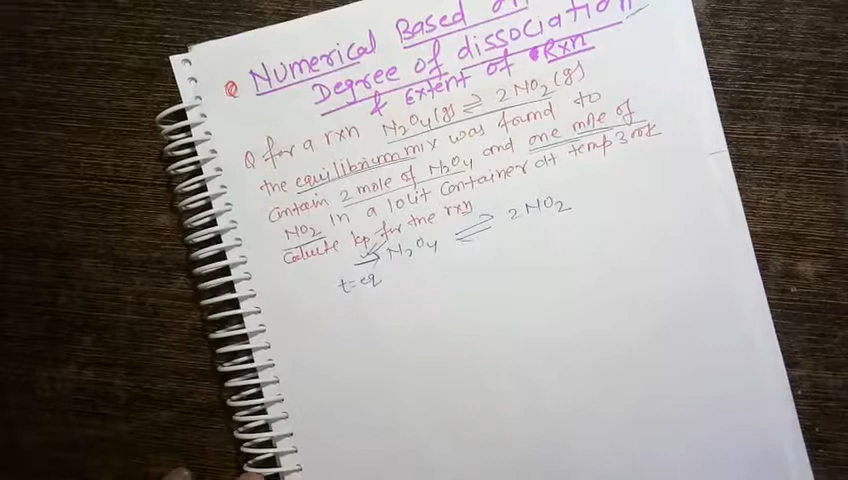 Numerical Based on
Degree of dissociation
& Extent of Rxn
Q for a rxn N2O4(g) ⇌ 2NO2(g)
the equilibrium mix was found to
Contain 2 mole of N2O4 and one mole of
NO2 in a 10 lit Container at temp 300K
Calculte kp for the rxn
N2O4 ⇌ 2NO2
t=eq